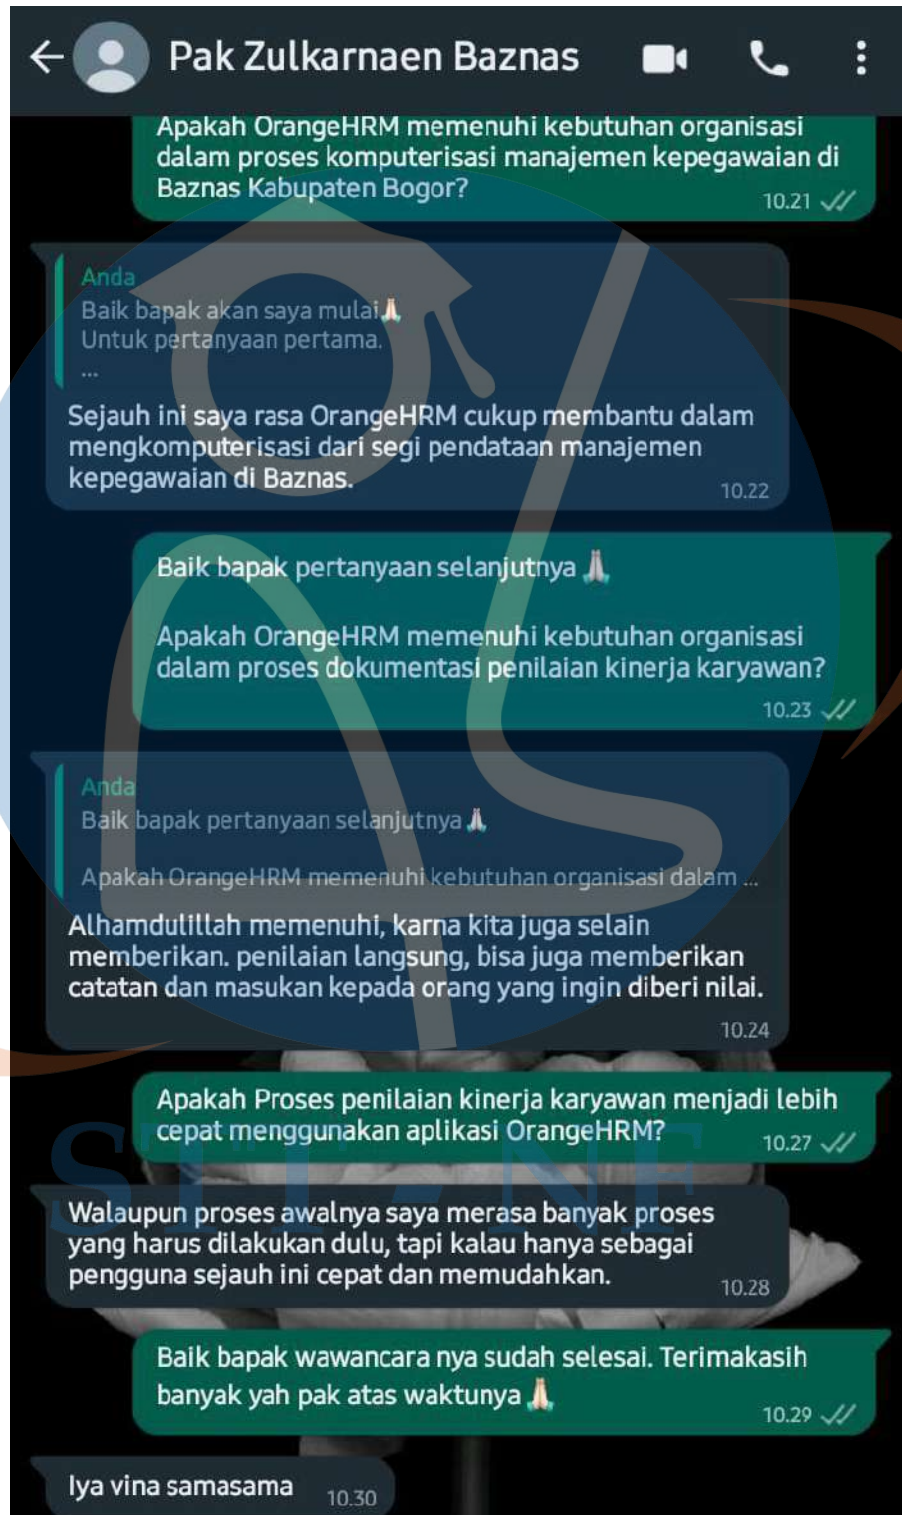 Pak Zulkarnaen Baznas
Apakah OrangeHRM memenuhi kebutuhan organisasi
dalam proses komputerisasi manajemen kepegawaian di
Baznas Kabupaten Bogor?
10.21
Anda
Baik bapak akan saya mulai🙏🏻
Untuk pertanyaan pertama.
...
Sejauh ini saya rasa OrangeHRM cukup membantu dalam
mengkomputerisasi dari segi pendataan manajemen
kepegawaian di Baznas.
10.22
Baik bapak pertanyaan selanjutnya 🙏🏻
Apakah OrangeHRM memenuhi kebutuhan organisasi
dalam proses dokumentasi penilaian kinerja karyawan?
10.23
Anda
Baik bapak pertanyaan selanjutnya 🙏🏻
Apakah OrangeHRM memenuhi kebutuhan organisasi dalam ...
Alhamdulillah memenuhi, karna kita juga selain
memberikan. penilaian langsung, bisa juga memberikan
catatan dan masukan kepada orang yang ingin diberi nilai.
10.24
Apakah Proses penilaian kinerja karyawan menjadi lebih
cepat menggunakan aplikasi OrangeHRM?
10.27
STT - NF
Walaupun proses awalnya saya merasa banyak proses
yang harus dilakukan dulu, tapi kalau hanya sebagai
pengguna sejauh ini cepat dan memudahkan.
10.28
Baik bapak wawancara nya sudah selesai. Terimakasih
banyak yah pak atas waktunya 🙏🏻
10.29
Iya vina samasama
10.30